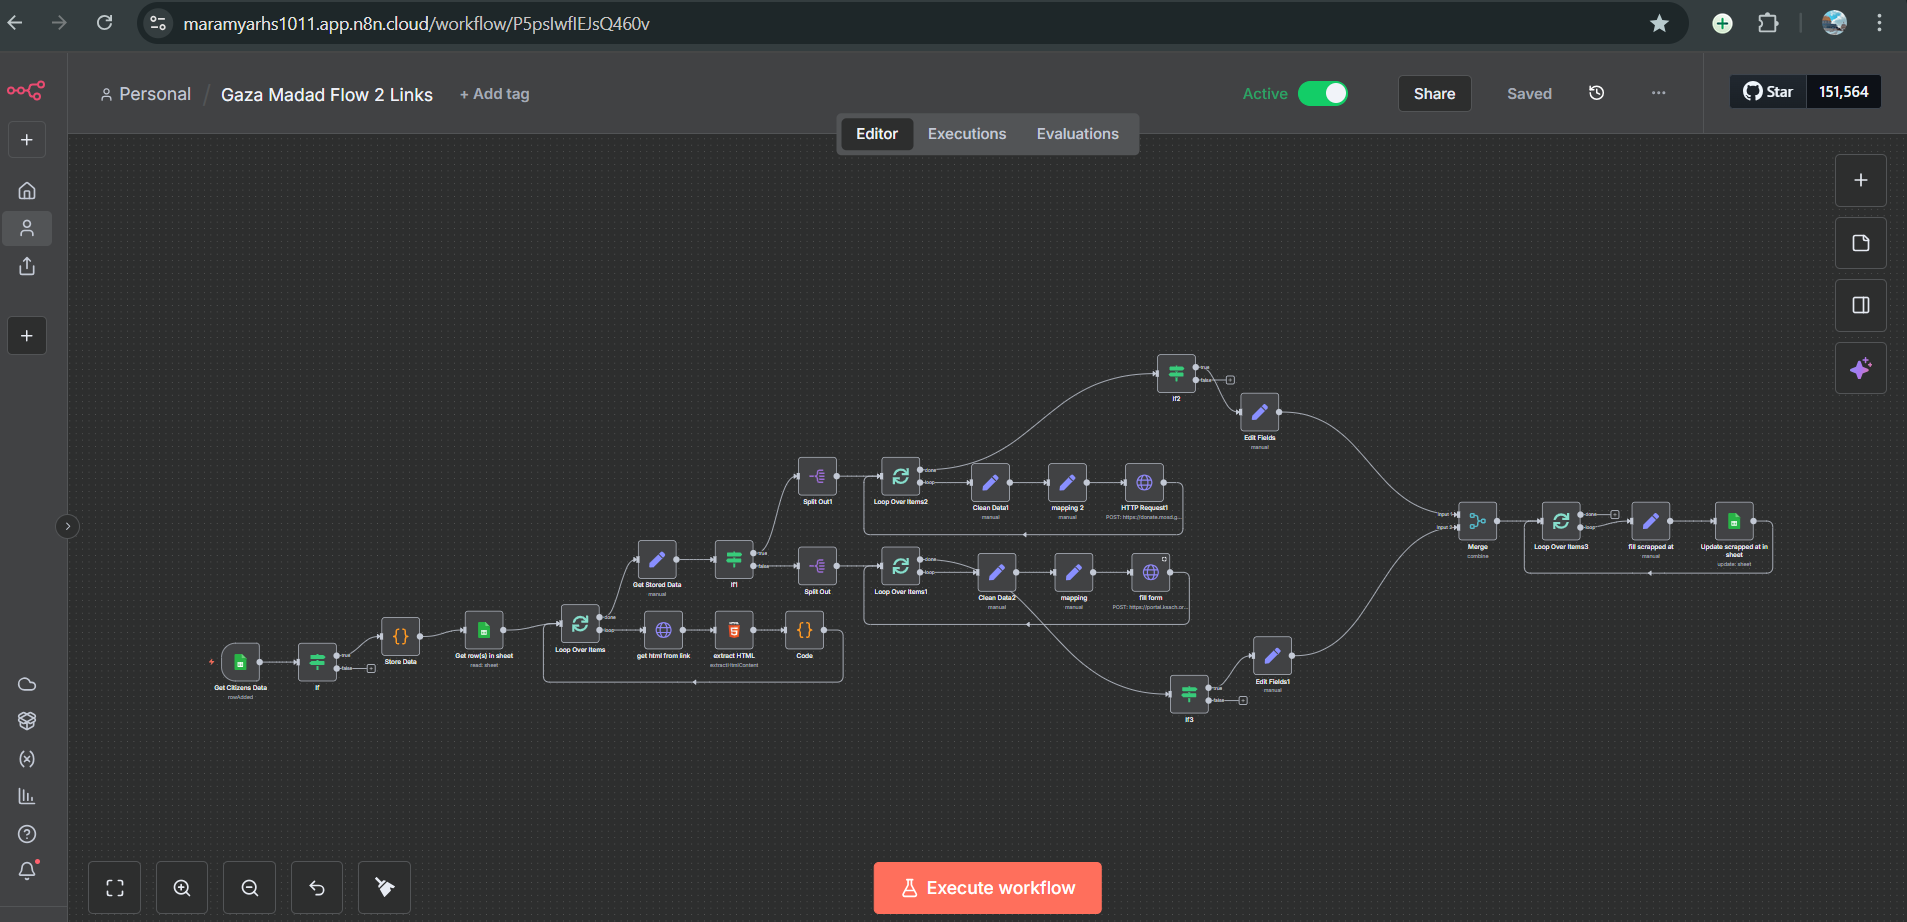 maramyarhs1011.app.n8n.cloud/workflow/P5pslwflEJsQ460v
Personal / Gaza Madad Flow 2 Links + Add tag
Active Share Saved ... Star 151,564
Editor Executions Evaluations
true
false
If2
Edit Fields
manual
done
loop
Split Out1
Loop Over Items2
Clean Data1
manual
mapping 2
manual
HTTP Request1
POST: https://donate.mosd.g...
Input 1
Input 2
Merge
combine
done
loop
Loop Over Items3
fill scrapped at
manual
Update scrapped at in sheet
update: sheet
Get Stored Data
manual
true
false
If1
Split Out
done
loop
Loop Over Items1
Clean Data2
manual
mapping
manual
fill form
POST: https://portal.ksach.or...
Get Citizens Data
rowAdded
true
false
If
Store Data
Get row(s) in sheet
read: sheet
done
loop
Loop Over Items
get html from link
extract HTML
extractHtmlContent
Code
true
false
If3
Edit Fields1
manual
Execute workflow